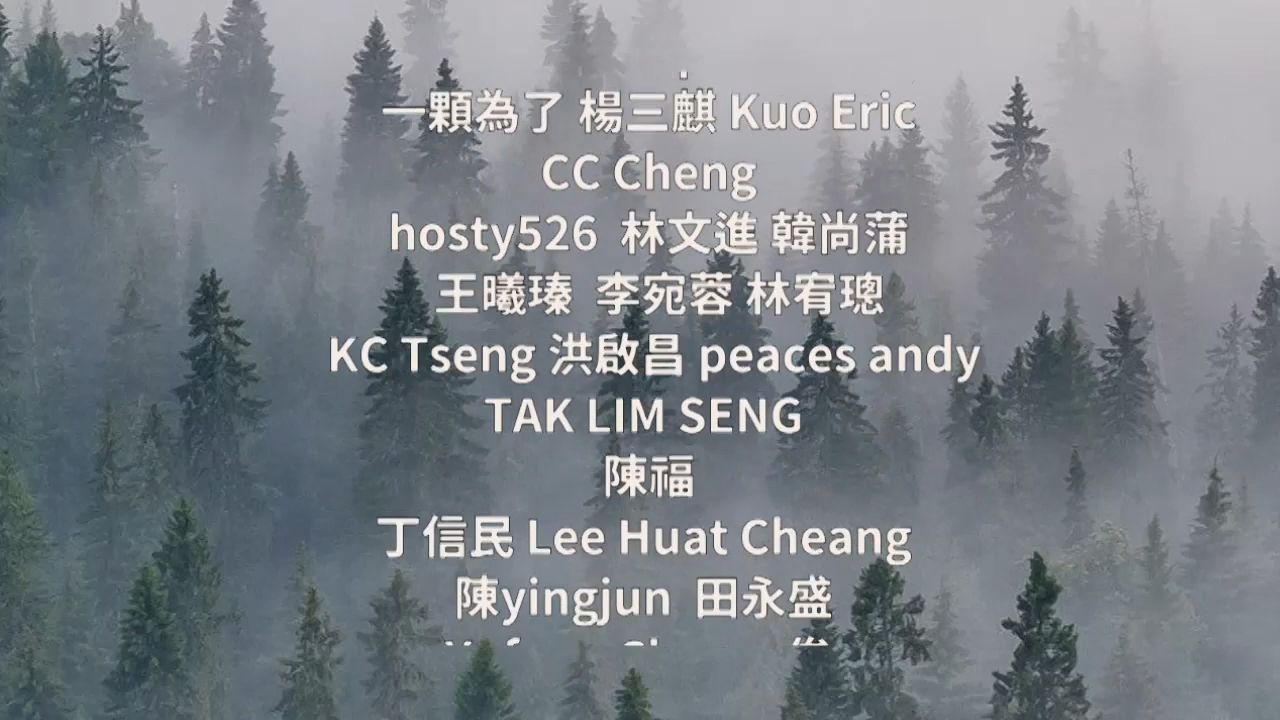 一顆為了 楊三麒 Kuo Eric
CC Cheng
hosty526 林文進 韓尚蒲
王曦瑧 李宛蓉 林宥璁
KC Tseng 洪啟昌 peaces andy
TAK LIM SENG
陳福
丁信民 Lee Huat Cheang
陳yingjun 田永盛